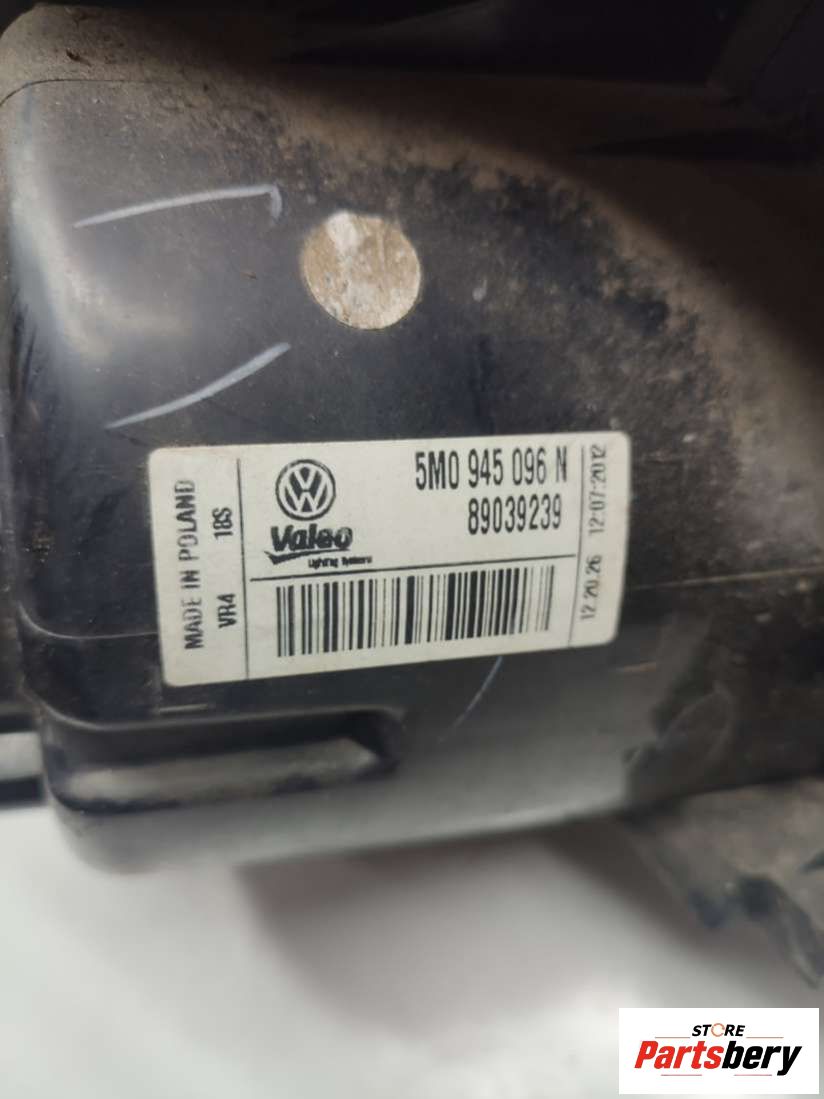 MADE IN POLAND
VR4 18S
Valeo
Lighting Systems
5M0 945 096 N
89039239
12.20.26 12-07-2012
STORE
Partsbery